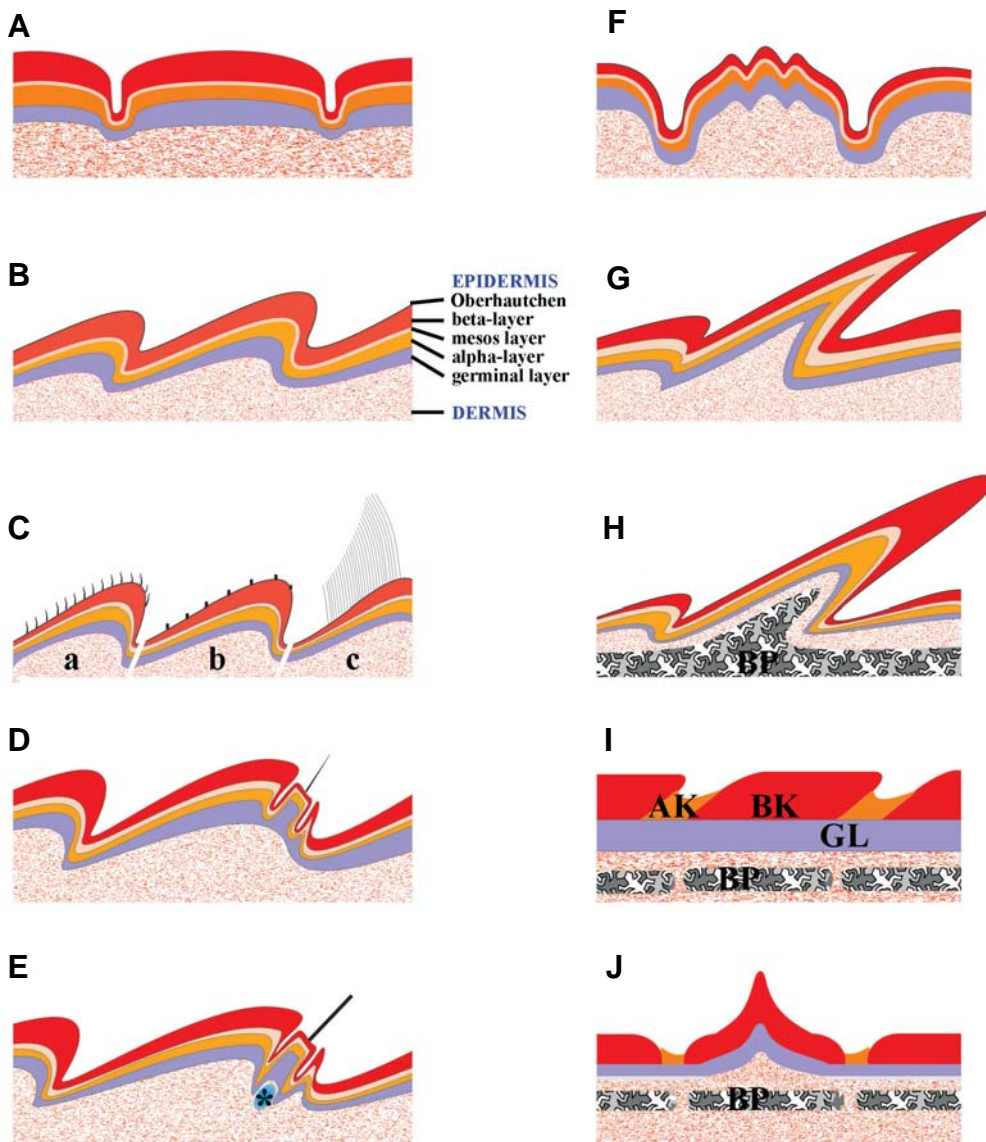 A
F
B
EPIDERMIS
Oberhautchen
beta-layer
mesos layer
alpha-layer
germinal layer
DERMIS
G
C
a b c
H
BP
D
I
AK BK
GL
BP
E
*
J
BP